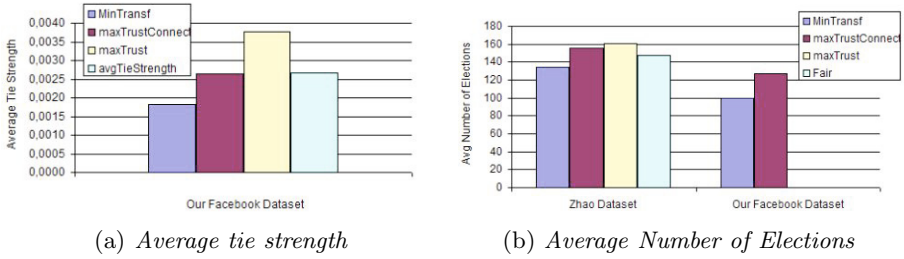 Average Tie Strength
0,0040
0,0035
0,0030
0,0025
0,0020
0,0015
0,0010
0,0005
0,0000
MinTransf
maxTrustConnect
maxTrust
avgTieStrength
Our Facebook Dataset
(a) Average tie strength
Avg Number of Elections
180
160
140
120
100
80
60
40
20
0
MinTransf
maxTrustConnect
maxTrust
Fair
Zhao Dataset
Our Facebook Dataset
(b) Average Number of Elections